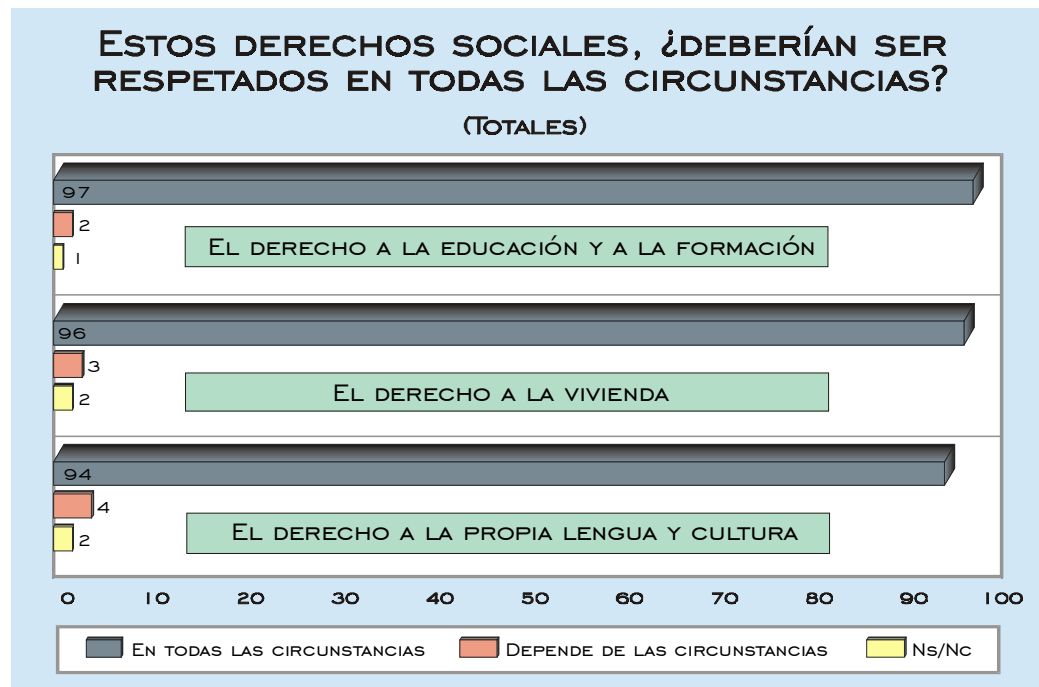 ESTOS DERECHOS SOCIALES, ¿DEBERÍAN SER
RESPETADOS EN TODAS LAS CIRCUNSTANCIAS?
(TOTALES)
97
2
1
EL DERECHO A LA EDUCACIÓN Y A LA FORMACIÓN
96
3
2
EL DERECHO A LA VIVIENDA
94
4
2
EL DERECHO A LA PROPIA LENGUA Y CULTURA
0 10 20 30 40 50 60 70 80 90 100
EN TODAS LAS CIRCUNSTANCIAS DEPENDE DE LAS CIRCUNSTANCIAS NS/NC